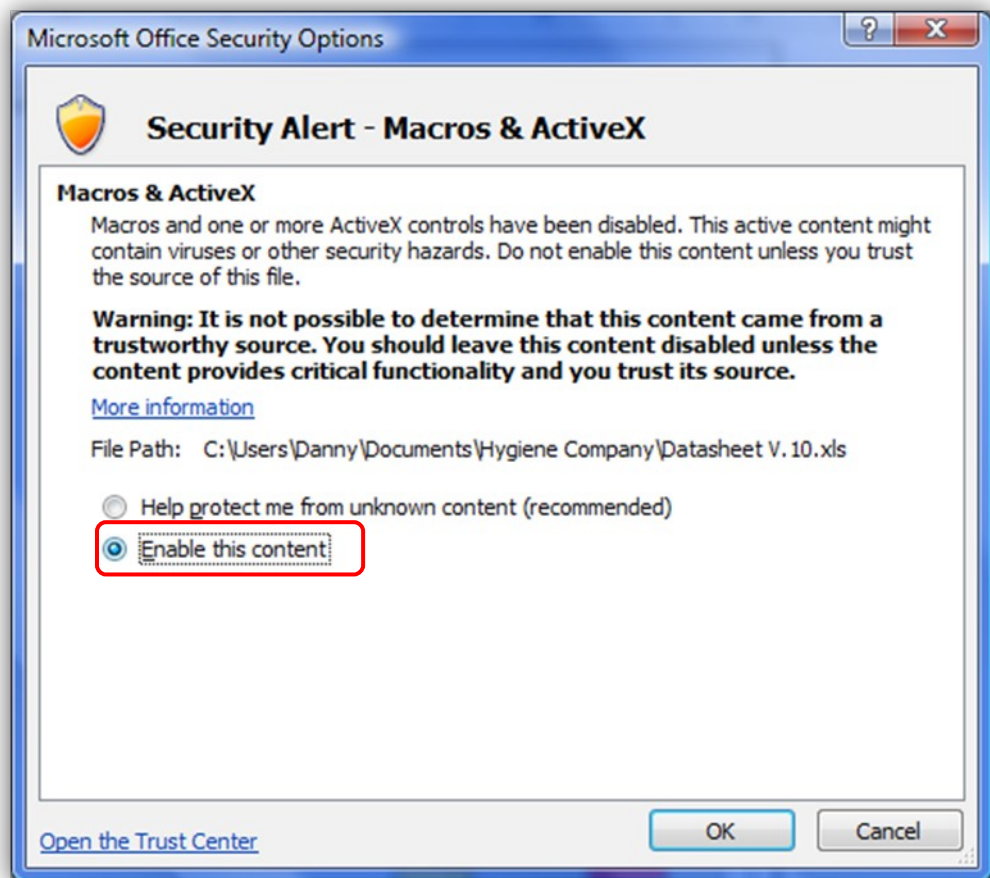 Microsoft Office Security Options
Security Alert - Macros & ActiveX
Macros & ActiveX
Macros and one or more ActiveX controls have been disabled. This active content might
contain viruses or other security hazards. Do not enable this content unless you trust
the source of this file.
Warning: It is not possible to determine that this content came from a
trustworthy source. You should leave this content disabled unless the
content provides critical functionality and you trust its source.
More information
File Path: C:\Users\Danny\Documents\Hygiene Company\Datasheet V.10.xls
Help protect me from unknown content (recommended)
Enable this content
Open the Trust Center
OK
Cancel